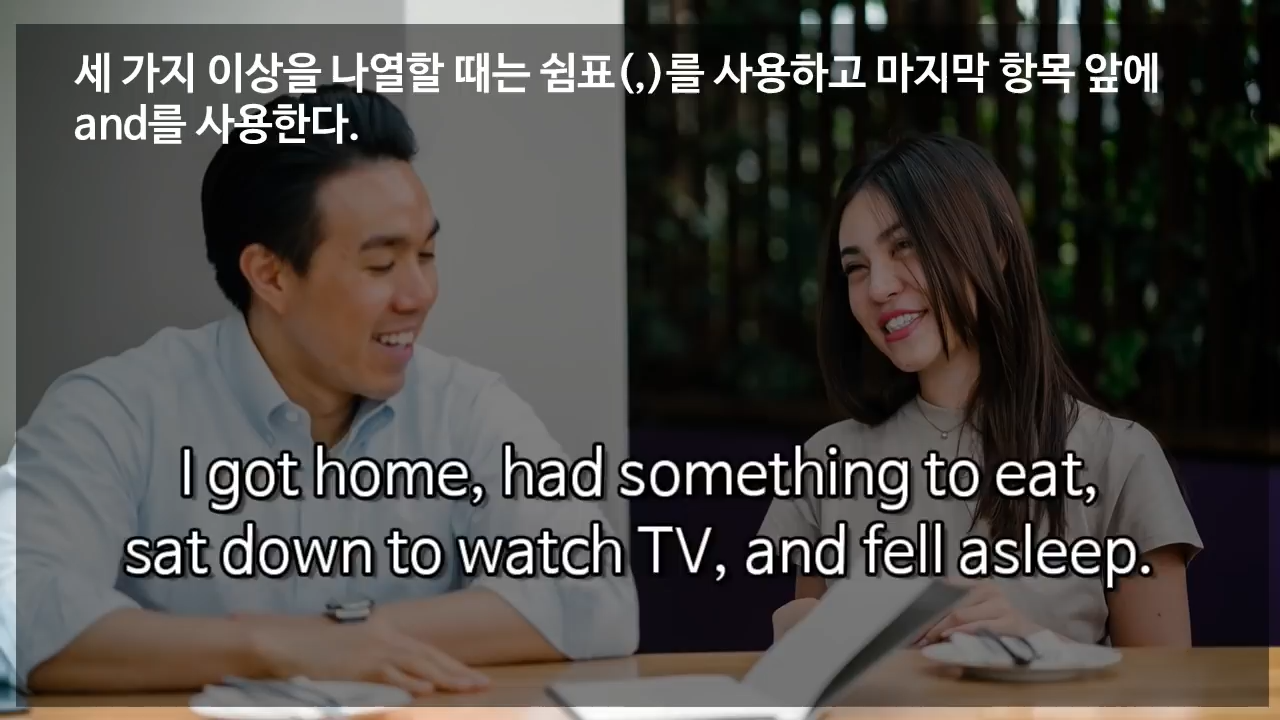 세 가지 이상을 나열할 때는 쉼표(,)를 사용하고 마지막 항목 앞에
and를 사용한다.
I got home, had something to eat,
sat down to watch TV, and fell asleep.